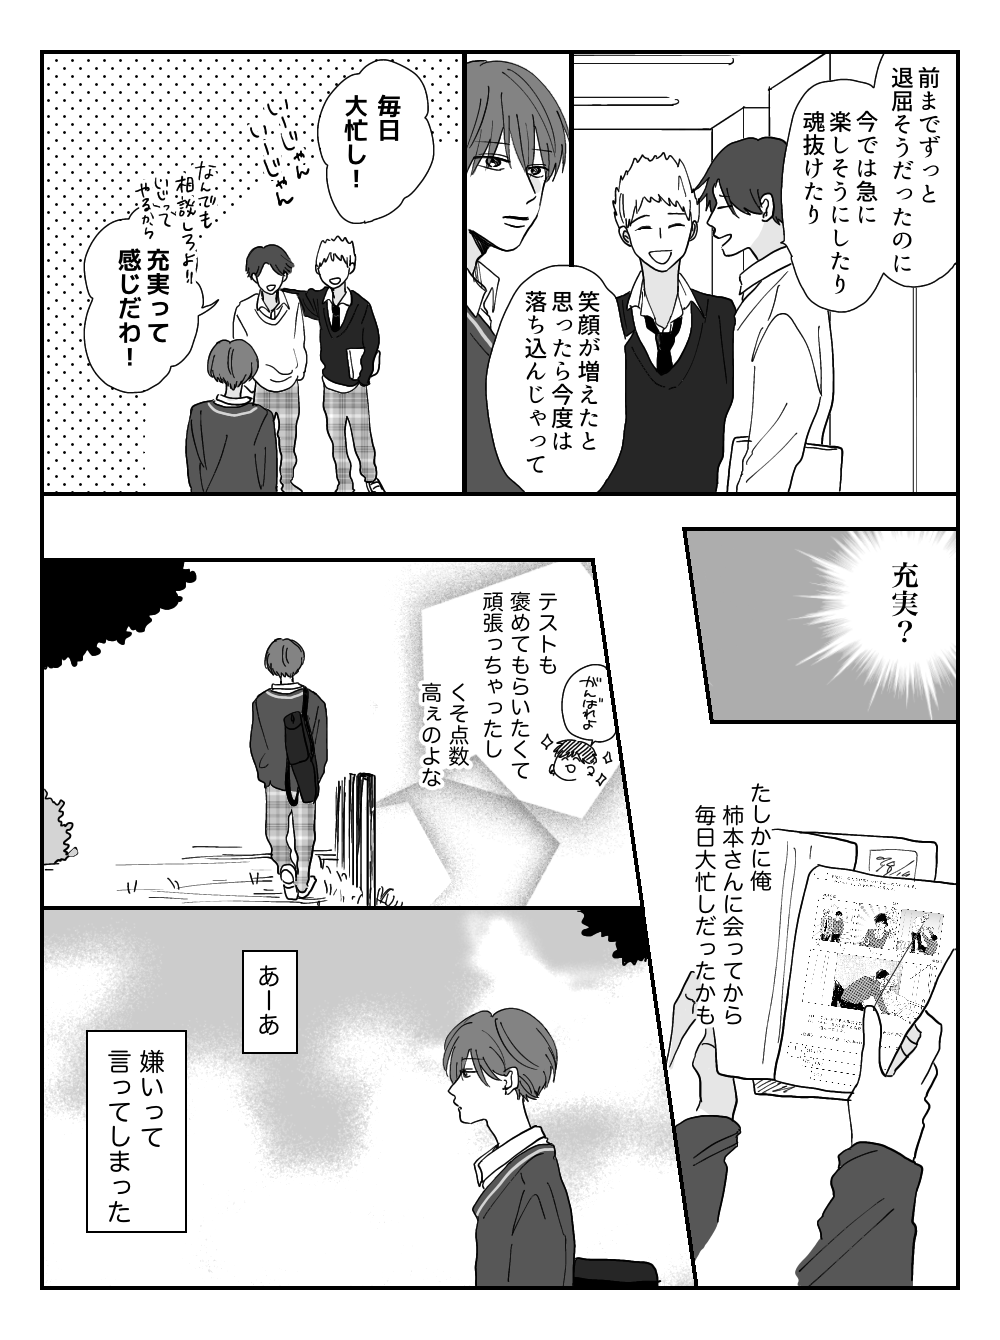 前までずっと
退屈そうだったのに
今では急に
楽しそうにしたり
魂抜けたり
笑顔が増えたと
思ったら今度は
落ち込んじゃって
毎日
大忙し！
いーじゃん
いーじゃん
なんでも
相談しろよ!!
いじって
やるから
充実って
感じだわ！
充実？
たしかに俺
柿本さんに会ってから
毎日大忙しだったかも
テストも
褒めてもらいたくて
頑張っちゃったし
がんばれよ
くそ点数
高ぇのよな
あーあ
嫌いって
言ってしまった